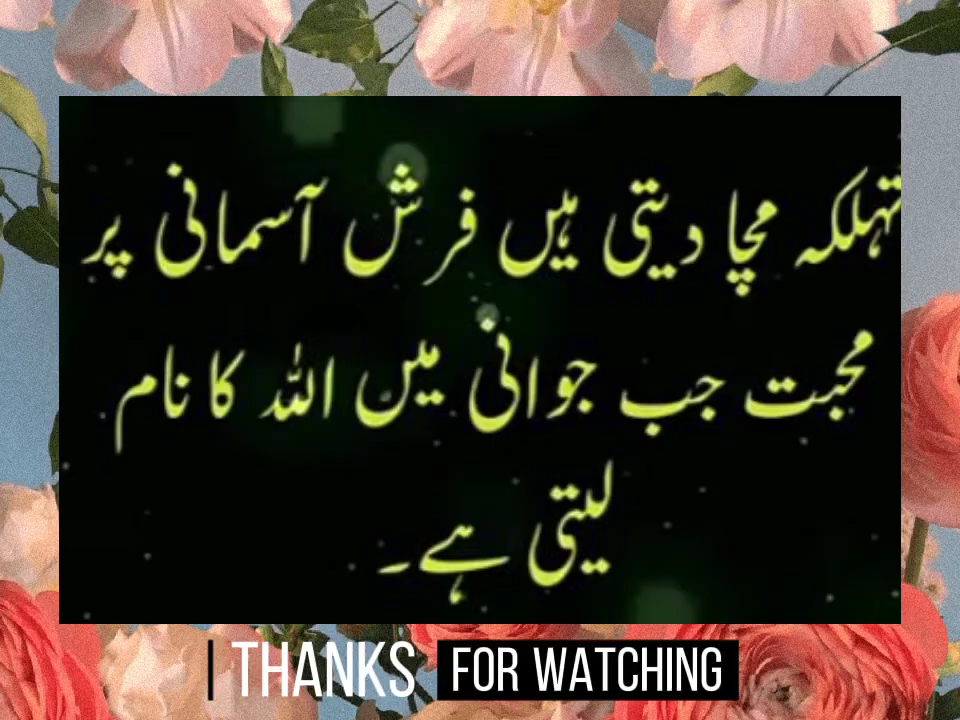 تہلکہ مچا دیتی ہیں فرش آسمانی پر
محبت جب جوانی میں اللہ کا نام
لیتی ہے۔
THANKS FOR WATCHING